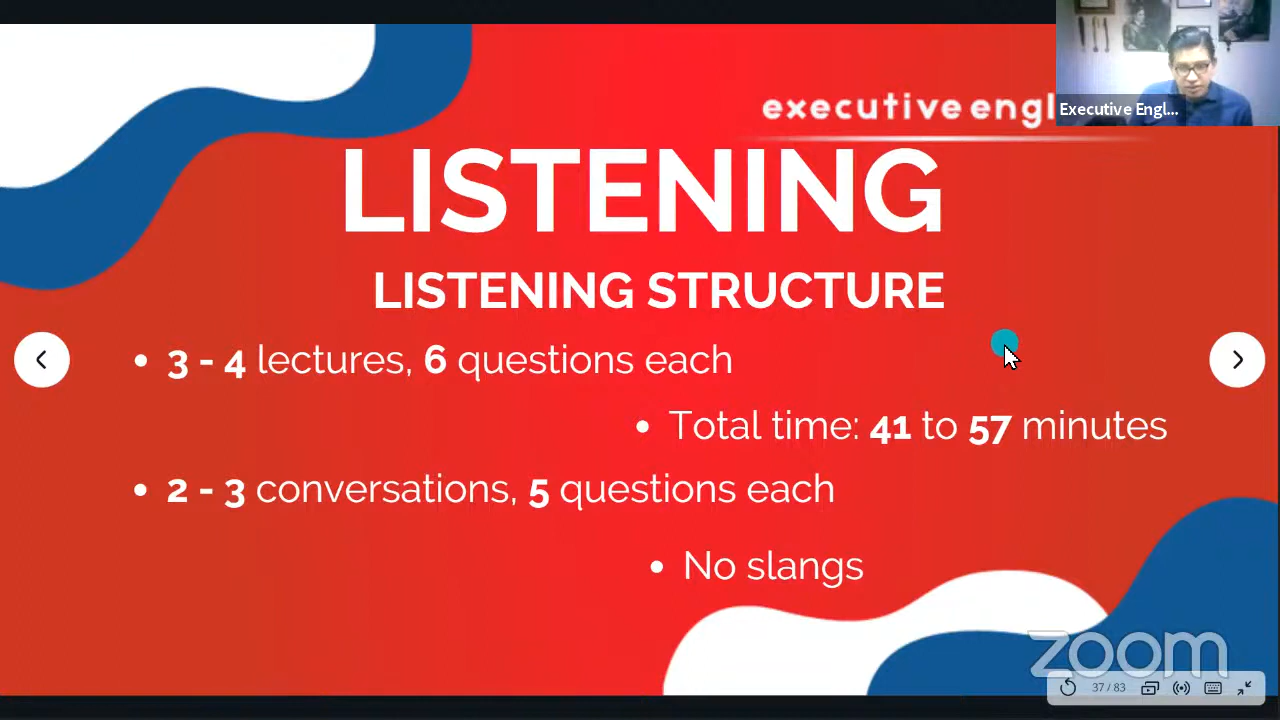 executive engl
Executive Engl...
LISTENING
LISTENING STRUCTURE
• 3 - 4 lectures, 6 questions each
• Total time: 41 to 57 minutes
• 2 - 3 conversations, 5 questions each
• No slangs
zoom
37 / 83